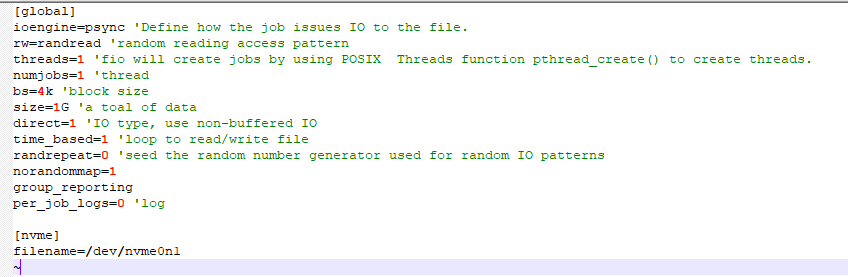 [global]
ioengine=psync 'Define how the job issues IO to the file.
rw=randread 'random reading access pattern
threads=1 'fio will create jobs by using POSIX  Threads function pthread_create() to create threads.
numjobs=1 'thread
bs=4k 'block size
size=1G 'a toal of data
direct=1 'IO type, use non-buffered IO
time_based=1 'loop to read/write file
randrepeat=0 'seed the random number generator used for random IO patterns
norandommap=1
group_reporting
per_job_logs=0 'log

[nvme]
filename=/dev/nvme0n1
~